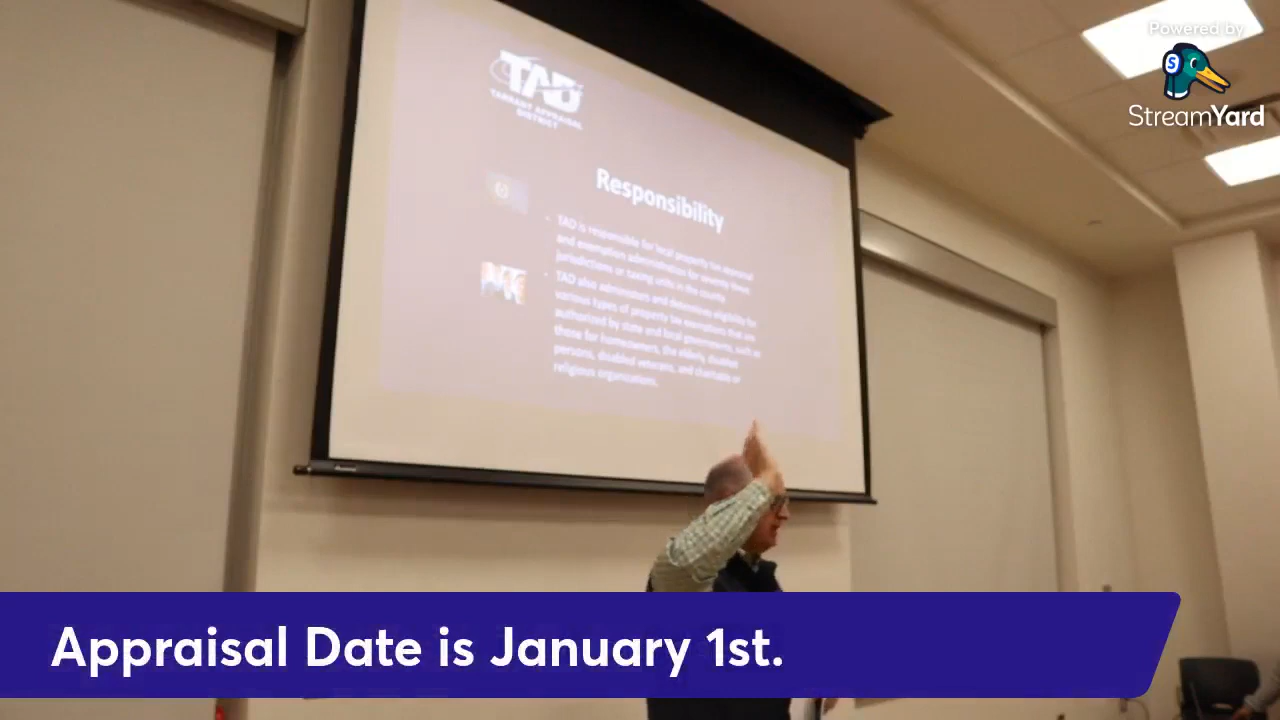 Powered by
StreamYard
TAD
TARRANT APPRAISAL
DISTRICT
Responsibility
TAD is responsible for local property tax appraisal
and exemption administration for seventy-three
jurisdictions or taxing units in the county
TAD also administers and determines eligibility for
various types of property tax exemptions that are
authorized by state and local governments, such as
those for homeowners, the elderly, disabled
persons, disabled veterans, and charitable or
religious organizations.
Appraisal Date is January 1st.